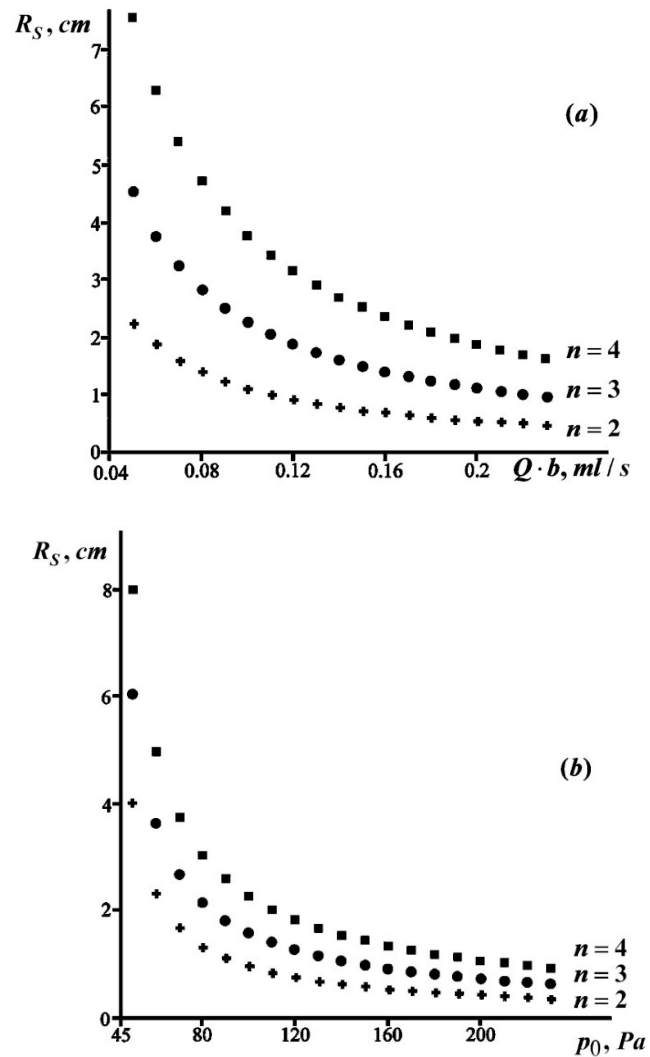 R_S, cm
7
6
5
4
3
2
1
0
(a)
n = 4
n = 3
n = 2
0.04 0.08 0.12 0.16 0.2
Q · b, ml / s
R_S, cm
8
6
4
2
0
(b)
n = 4
n = 3
n = 2
45 80 120 160 200
p_0, Pa